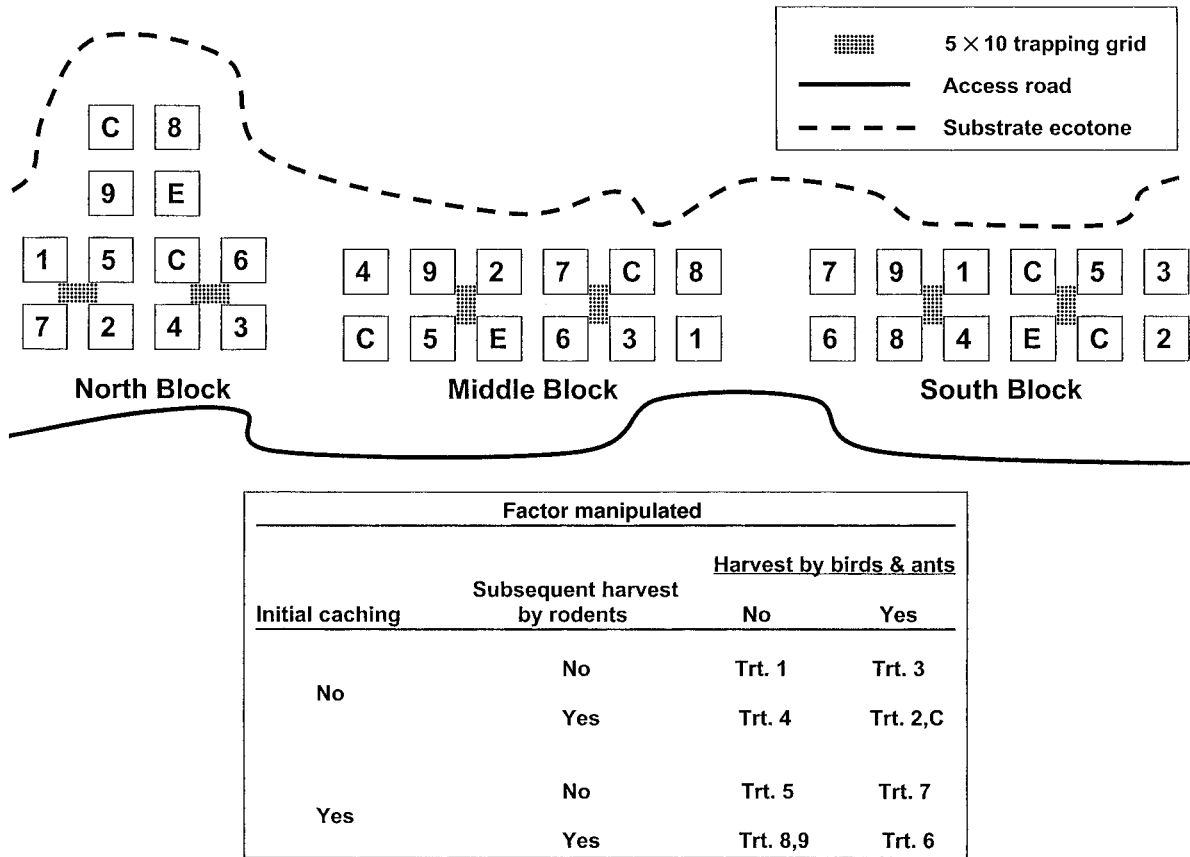 5 × 10 trapping grid
Access road
Substrate ecotone
C 8
9 E
1 5 C 6
7 2 4 3
North Block
4 9 2 7 C 8
C 5 E 6 3 1
Middle Block
7 9 1 C 5 3
6 8 4 E C 2
South Block
Factor manipulated
Harvest by birds & ants
Subsequent harvest
Initial caching by rodents No Yes
No Trt. 1 Trt. 3
No
Yes Trt. 4 Trt. 2,C
No Trt. 5 Trt. 7
Yes
Yes Trt. 8,9 Trt. 6